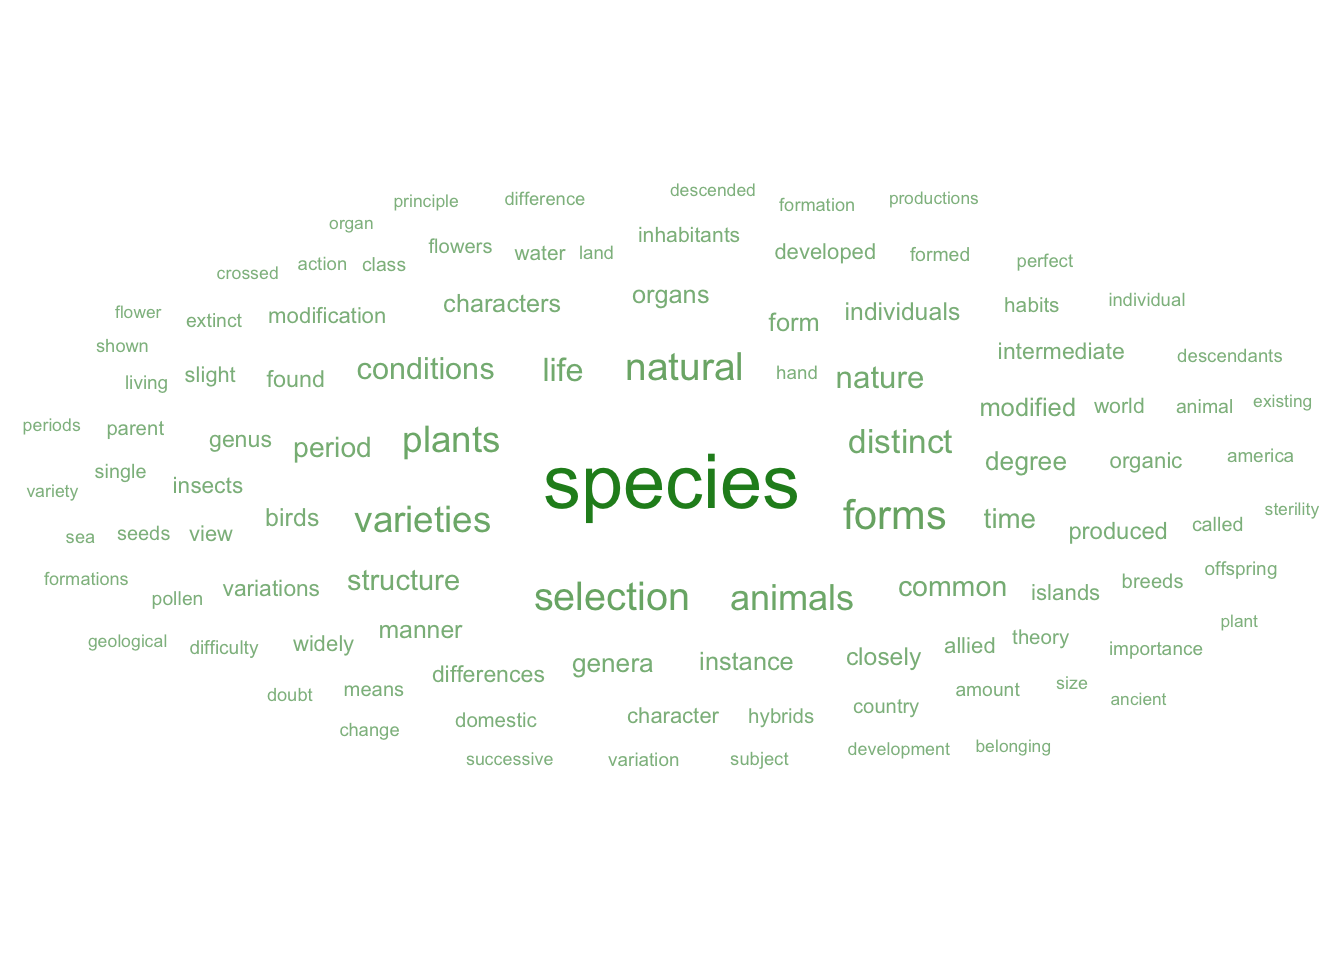 descended
principle difference productions
formation
organ
inhabitants
flowers water land developed formed
perfect
action class
crossed
organs
characters individual
habits
flower individuals
modification
extinct form
shown intermediate
descendants
conditions life natural
hand nature
slight found
living
existing
modified world animal
periods parent
genus plants distinct
period
america
degree organic
single
species
insects
variety
sterility
forms
birds varieties time
called
sea seeds view produced
offspring
formations structure breeds
variations common
islands
pollen selection animals
plant
manner
geological difficulty widely theory
allied importance
closely
genera instance
differences
size
doubt means amount
ancient
country
domestic character hybrids
change
development belonging
successive variation subject